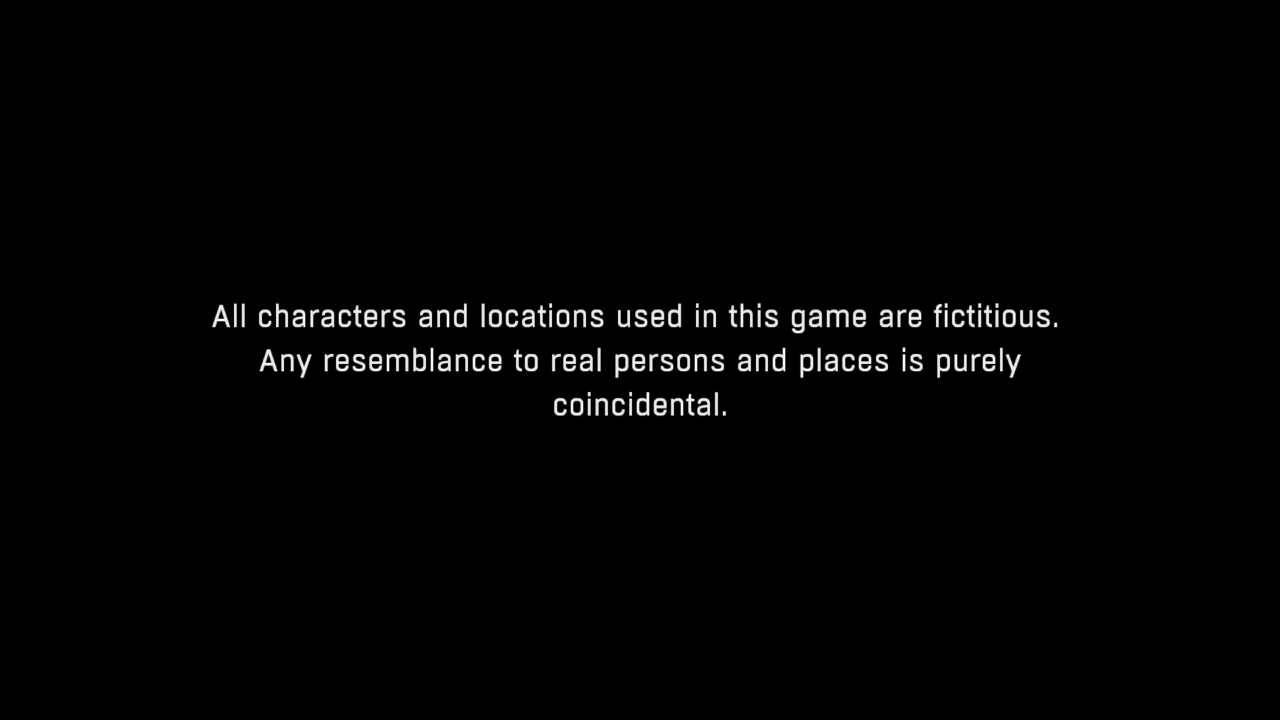 All characters and locations used in this game are fictitious.
Any resemblance to real persons and places is purely
coincidental.